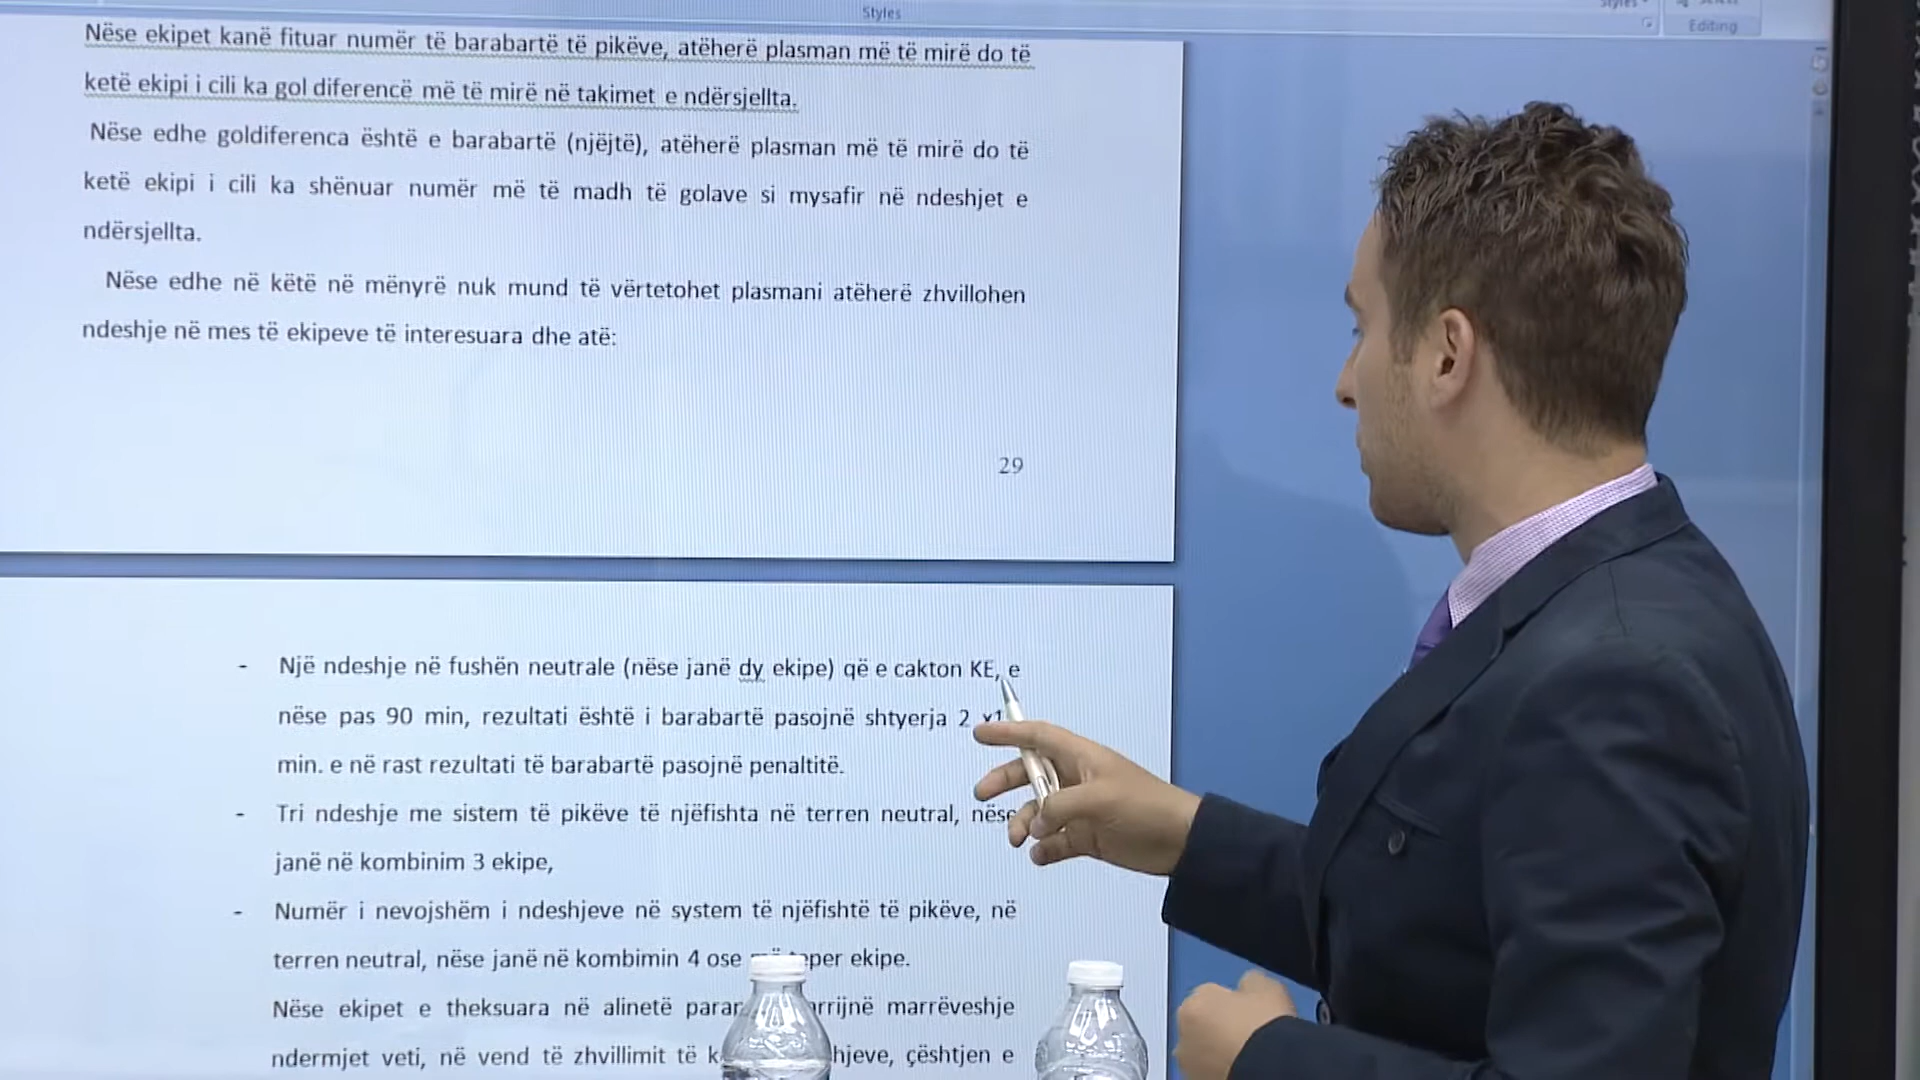 Styles
Editing
Nëse ekipet kanë fituar numër të barabartë të pikëve, atëherë plasman më të mirë do të
ketë ekipi i cili ka gol diferencë më të mirë në takimet e ndërsjellta.
Nëse edhe goldiferenca është e barabartë (njëjtë), atëherë plasman më të mirë do të
ketë ekipi i cili ka shënuar numër më të madh të golave si mysafir në ndeshjet e
ndërsjellta.
Nëse edhe në këtë në mënyrë nuk mund të vërtetohet plasmani atëherë zhvillohen
ndeshje në mes të ekipeve të interesuara dhe atë:
29
- Një ndeshje në fushën neutrale (nëse janë dy ekipe) që e cakton KE, e
nëse pas 90 min, rezultati është i barabartë pasojnë shtyerja 2
min. e në rast rezultati të barabartë pasojnë penaltitë.
- Tri ndeshje me sistem të pikëve të njëfishta në terren neutral, nëse
janë në kombinim 3 ekipe,
- Numër i nevojshëm i ndeshjeve në system të njëfishtë të pikëve, në
terren neutral, nëse janë në kombimin 4 ose ekipe.
Nëse ekipet e theksuara në alinetë marrëveshje
ndermjet veti, në vend të zhvillimit të çështjen e